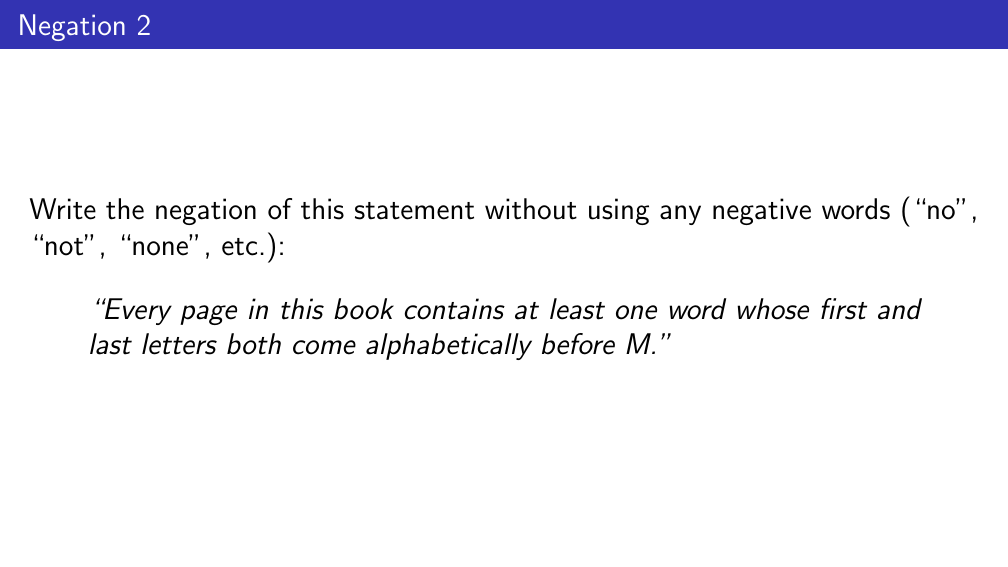 Negation 2
Write the negation of this statement without using any negative words (“no”,
“not”, “none”, etc.):
“Every page in this book contains at least one word whose first and
last letters both come alphabetically before M.”